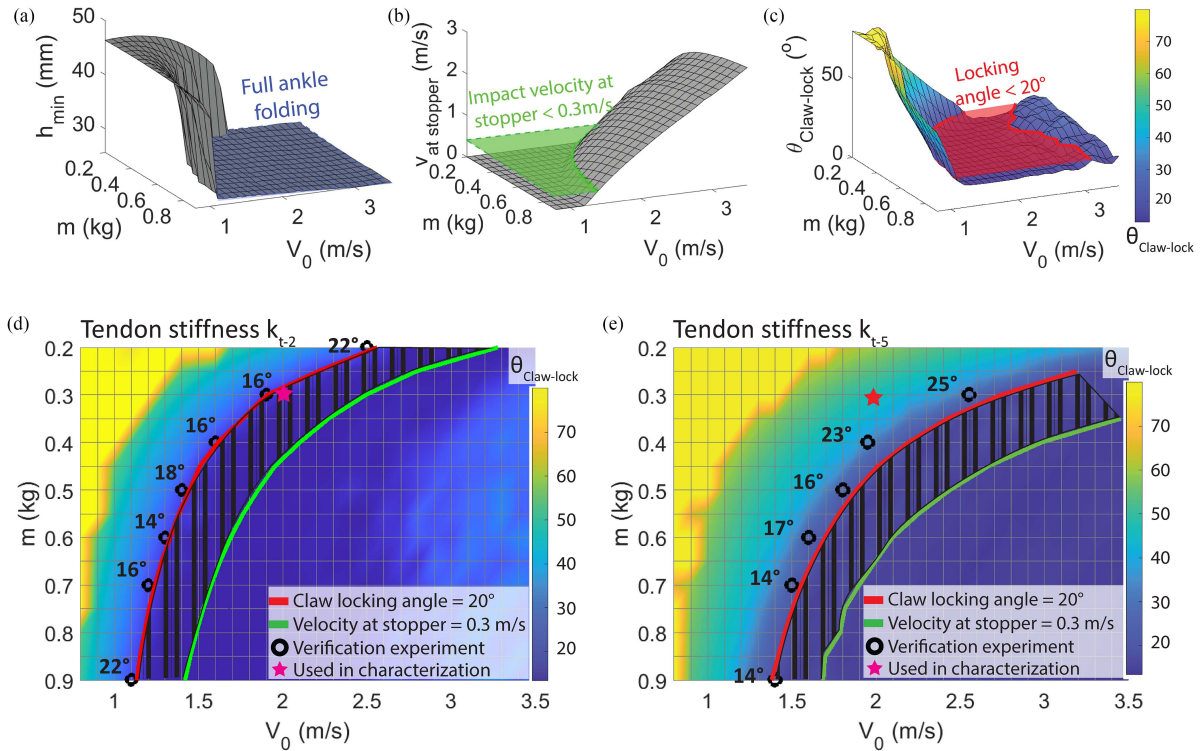 (a)
50
40
30
h_min (mm)
Full ankle
folding
0.2
0.4
0.6
0.8
m (kg)
1
2
3
V_0 (m/s)
(b)
3
2
1
0
v_at stopper (m/s)
Impact velocity at
stopper < 0.3m/s
0.2
0.4
0.6
0.8
m (kg)
1
2
3
V_0 (m/s)
(c)
50
0
θ_Claw-lock (°)
Locking
angle < 20°
0.2
0.4
0.6
0.8
m (kg)
1
2
3
V_0 (m/s)
70
60
50
40
30
20
θ_Claw-lock
(d)
Tendon stiffness k_t-2
0.2
0.3
0.4
0.5
0.6
0.7
0.8
0.9
m (kg)
22°
16°
16°
18°
14°
16°
22°
Claw locking angle = 20°
Velocity at stopper = 0.3 m/s
Verification experiment
Used in characterization
1
1.5
2
2.5
3
3.5
V_0 (m/s)
θ_Claw-lock
70
60
50
40
30
20
(e)
Tendon stiffness k_t-5
0.2
0.3
0.4
0.5
0.6
0.7
0.8
0.9
m (kg)
25°
23°
16°
17°
14°
14°
Claw locking angle = 20°
Velocity at stopper = 0.3 m/s
Verification experiment
Used in characterization
1
1.5
2
2.5
3
3.5
V_0 (m/s)
θ_Claw-lock
70
60
50
40
30
20